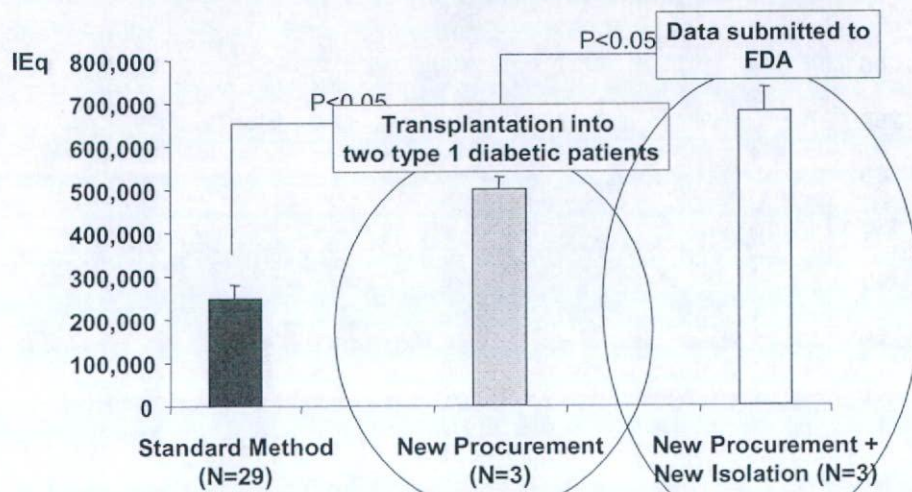 IEq
800,000
700,000
600,000
500,000
400,000
300,000
200,000
100,000
0
P<0.05
P<0.05
Data submitted to
FDA
Transplantation into
two type 1 diabetic patients
Standard Method
(N=29)
New Procurement
(N=3)
New Procurement +
New Isolation (N=3)